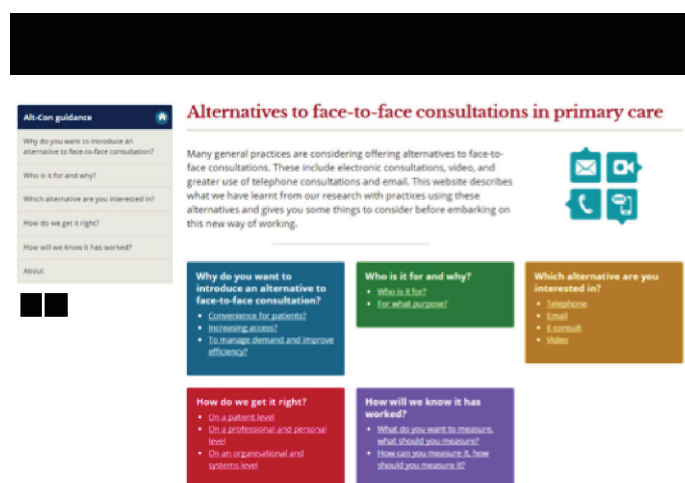 Alt-Con guidance
Why do you want to introduce an
alternative to face-to-face consultation?
Who is it for and why?
Which alternative are you interested in?
How do we get it right?
How will we know it has worked?
About
Alternatives to face-to-face consultations in primary care
Many general practices are considering offering alternatives to face-to-
face consultations. These include electronic consultations, video, and
greater use of telephone consultations and email. This website describes
what we have learnt from our research with practices using these
alternatives and gives you some things to consider before embarking on
this new way of working.
Why do you want to
introduce an alternative to
face-to-face consultation?
• Convenience for patients?
• Increasing access?
• To manage demand and improve
efficiency?
Who is it for and why?
• Who is it for?
• For what purpose?
Which alternative are you
interested in?
• Telephone
• Email
• E-consult
• Video
How do we get it right?
• On a patient level
• On a professional and personal
level
• On an organisational and
systems level
How will we know it has
worked?
• What do you want to measure,
what should you measure?
• How can you measure it, how
should you measure it?